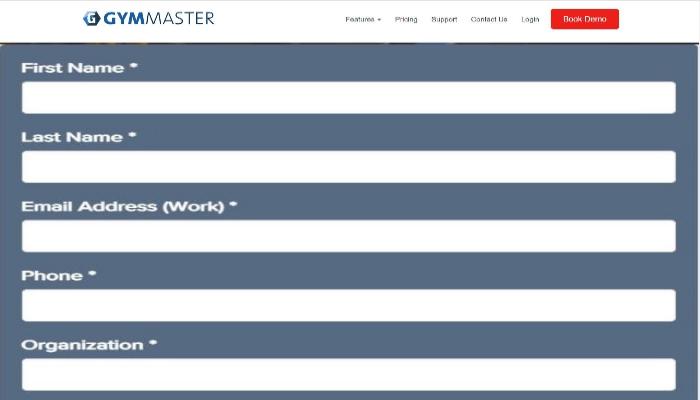 GYMMASTER
Features Pricing Support Contact Us Login Book Demo
First Name *
Last Name *
Email Address (Work) *
Phone *
Organization *